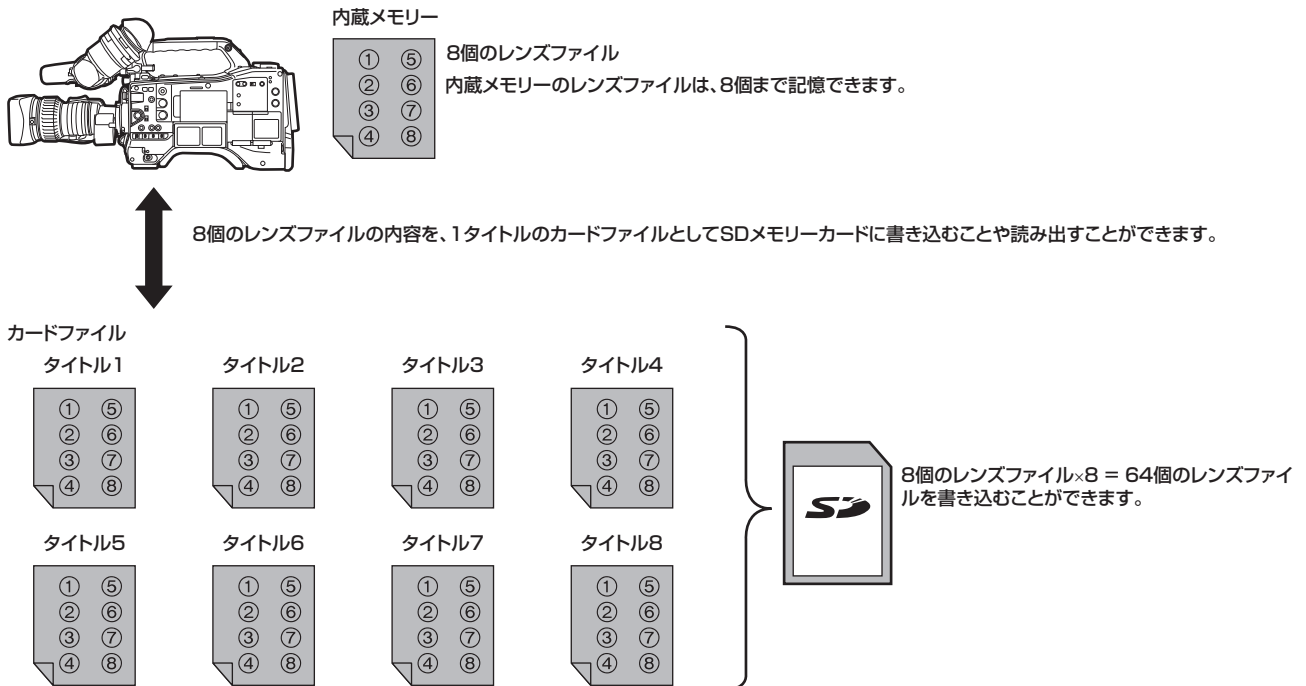 内蔵メモリー
① ⑤
② ⑥
③ ⑦
④ ⑧
8個のレンズファイル
内蔵メモリーのレンズファイルは、8個まで記憶できます。
8個のレンズファイルの内容を、1タイトルのカードファイルとしてSDメモリーカードに書き込むことや読み出すことができます。
カードファイル
タイトル1 タイトル2 タイトル3 タイトル4
① ⑤ ① ⑤ ① ⑤ ① ⑤
② ⑥ ② ⑥ ② ⑥ ② ⑥
③ ⑦ ③ ⑦ ③ ⑦ ③ ⑦
④ ⑧ ④ ⑧ ④ ⑧ ④ ⑧
タイトル5 タイトル6 タイトル7 タイトル8
① ⑤ ① ⑤ ① ⑤ ① ⑤
② ⑥ ② ⑥ ② ⑥ ② ⑥
③ ⑦ ③ ⑦ ③ ⑦ ③ ⑦
④ ⑧ ④ ⑧ ④ ⑧ ④ ⑧
SD
8個のレンズファイル×8 = 64個のレンズファイ
ルを書き込むことができます。